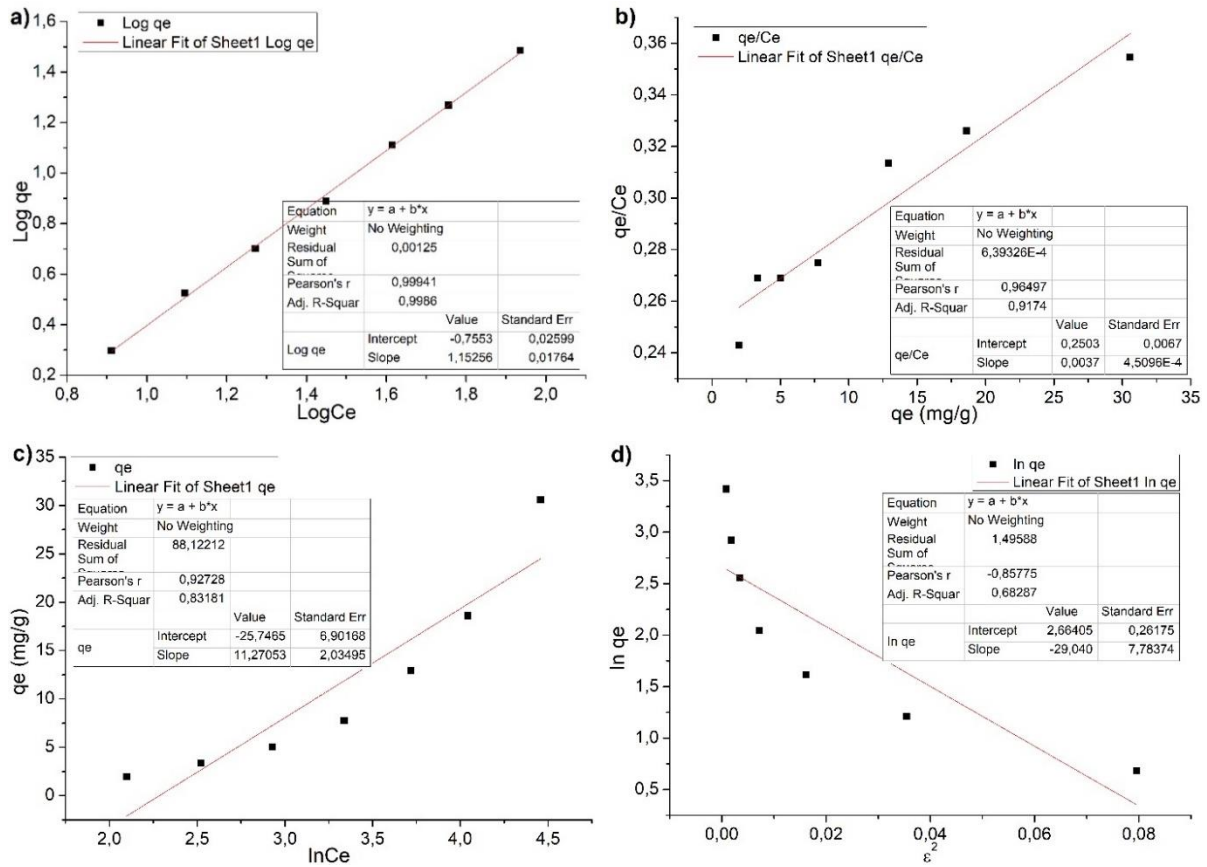 a)
Log qe
Linear Fit of Sheet1 Log qe
1,6
1,4
1,2
1,0
0,8
0,6
0,4
0,2
Log qe
0,8 1,0 1,2 1,4 1,6 1,8 2,0
LogCe
Equation y = a + b*x
Weight No Weighting
Residual 0,00125
Sum of
Pearson's r 0,99941
Adj. R-Squar 0,9986
Value Standard Err
Log qe
Intercept -0,7553 0,02599
Slope 1,15256 0,01764
b)
qe/Ce
Linear Fit of Sheet1 qe/Ce
0,36
0,34
0,32
0,30
0,28
0,26
0,24
qe/Ce
0 5 10 15 20 25 30 35
qe (mg/g)
Equation y = a + b*x
Weight No Weighting
Residual 6,39326E-4
Sum of
Pearson's r 0,96497
Adj. R-Squar 0,9174
Value Standard Err
qe/Ce
Intercept 0,2503 0,0067
Slope 0,0037 4,5096E-4
c)
qe
Linear Fit of Sheet1 qe
35
30
25
20
15
10
5
0
qe (mg/g)
2,0 2,5 3,0 3,5 4,0 4,5
lnCe
Equation y = a + b*x
Weight No Weighting
Residual 88,12212
Sum of
Pearson's r 0,92728
Adj. R-Squar 0,83181
Value Standard Err
qe
Intercept -25,7465 6,90168
Slope 11,27053 2,03495
d)
ln qe
Linear Fit of Sheet1 ln qe
3,5
3,0
2,5
2,0
1,5
1,0
0,5
ln qe
0,00 0,02 0,04 0,06 0,08
ε²
Equation y = a + b*x
Weight No Weighting
Residual 1,49588
Sum of
Pearson's r -0,85775
Adj. R-Squar 0,68287
Value Standard Err
ln qe
Intercept 2,66405 0,26175
Slope -29,040 7,78374